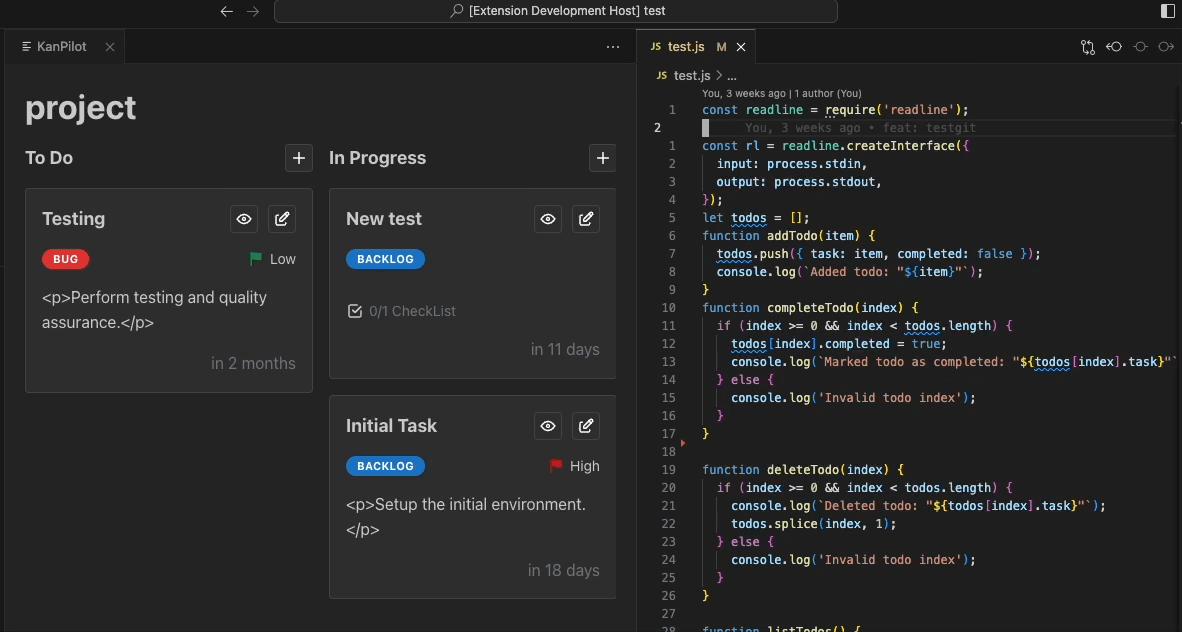 [Extension Development Host] test
KanPilot
project
To Do
In Progress
Testing
BUG
Low
<p>Perform testing and quality
assurance.</p>
in 2 months
New test
BACKLOG
0/1 CheckList
in 11 days
Initial Task
BACKLOG
High
<p>Setup the initial environment.
</p>
in 18 days
JS test.js M
JS test.js > ...
You, 3 weeks ago | 1 author (You)
1 const readline = require('readline');
2 You, 3 weeks ago • feat: testgit
1 const rl = readline.createInterface({
2 input: process.stdin,
3 output: process.stdout,
4 });
5 let todos = [];
6 function addTodo(item) {
7 todos.push({ task: item, completed: false });
8 console.log(`Added todo: "${item}"`);
9 }
10 function completeTodo(index) {
11 if (index >= 0 && index < todos.length) {
12 todos[index].completed = true;
13 console.log(`Marked todo as completed: "${todos[index].task}"`
14 } else {
15 console.log('Invalid todo index');
16 }
17 }
18
19 function deleteTodo(index) {
20 if (index >= 0 && index < todos.length) {
21 console.log(`Deleted todo: "${todos[index].task}"`);
22 todos.splice(index, 1);
23 } else {
24 console.log('Invalid todo index');
25 }
26 }
27
28 function listTodos() {